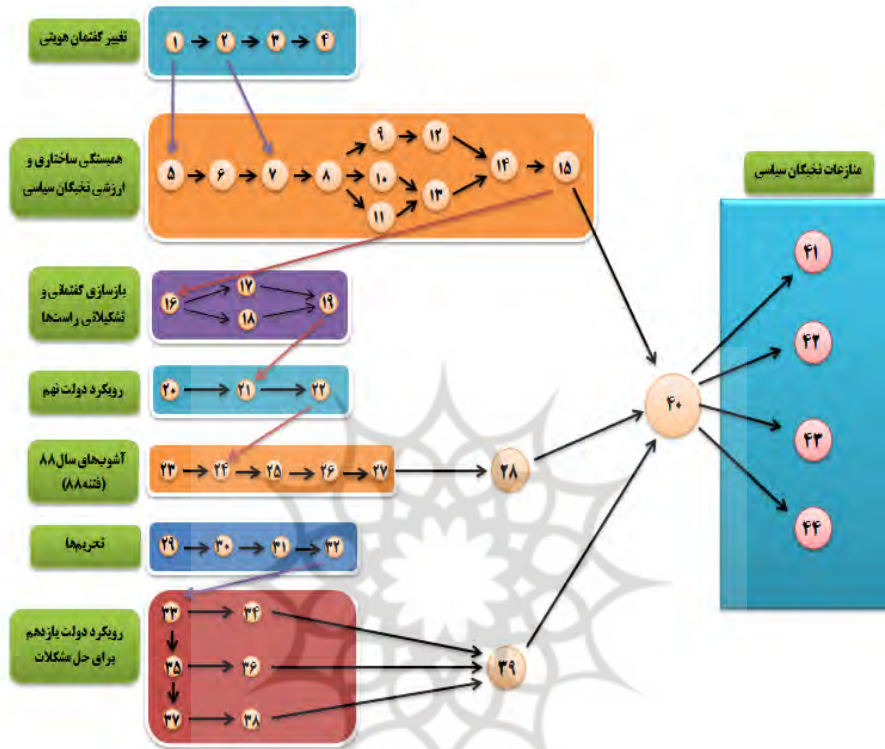 تغییر گفتمان هویتی
۱ ۲ ۳ ۴
همبستگی ساختاری و
ارزشی نخبگان سیاسی
۵ ۶ ۷ ۸ ۹ ۱۰ ۱۱ ۱۲ ۱۳ ۱۴ ۱۵
بازسازی گفتمانی و
تشکیلاتی راست‌ها
۱۶ ۱۷ ۱۸ ۱۹
رویکرد دولت نهم
۲۰ ۲۱ ۲۲
آشوب‌های سال ۸۸
(فتنه ۸۸)
۲۳ ۲۴ ۲۵ ۲۶ ۲۷ ۲۸
تحریم‌ها
۲۹ ۳۰ ۳۱ ۳۲
رویکرد دولت یازدهم
برای حل مشکلات
۳۳ ۳۴
۳۵ ۳۶
۳۷ ۳۸
۳۹
۴۰
منازعات نخبگان سیاسی
۴۱
۴۲
۴۳
۴۴